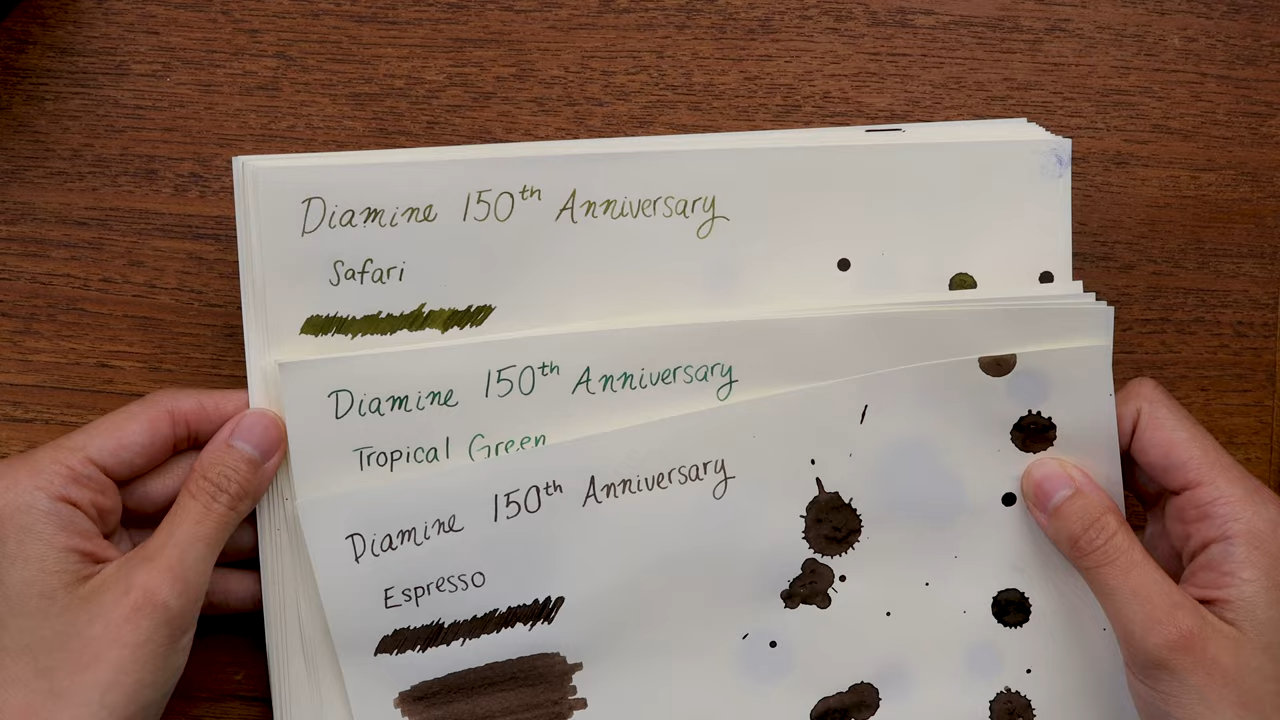 Diamine 150th Anniversary
Safari
Diamine 150th Anniversary
Tropical Green
Diamine 150th Anniversary
Espresso